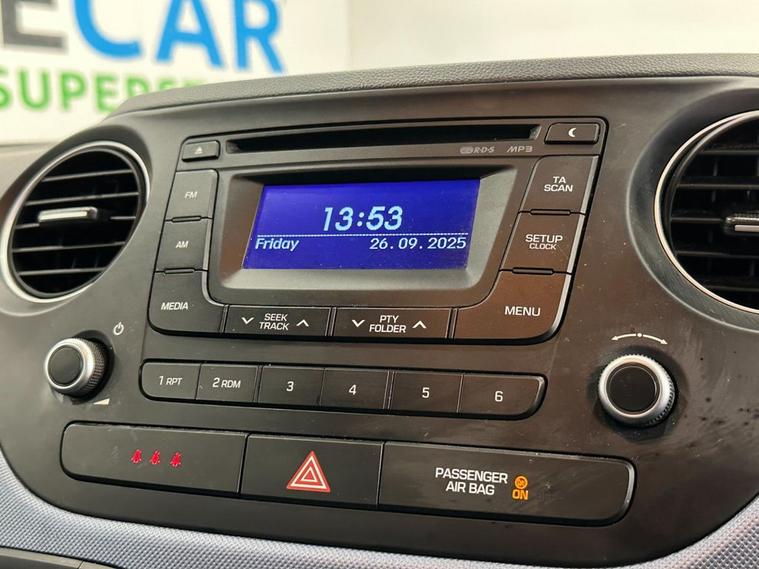 ECAR
SUPERS
RDS MP3
FM
TA
SCAN
13:53
Friday 26.09.2025
AM
SETUP
CLOCK
MEDIA
SEEK
TRACK
PTY
FOLDER
MENU
1 RPT
2 RDM
3
4
5
6
PASSENGER
AIR BAG
ON